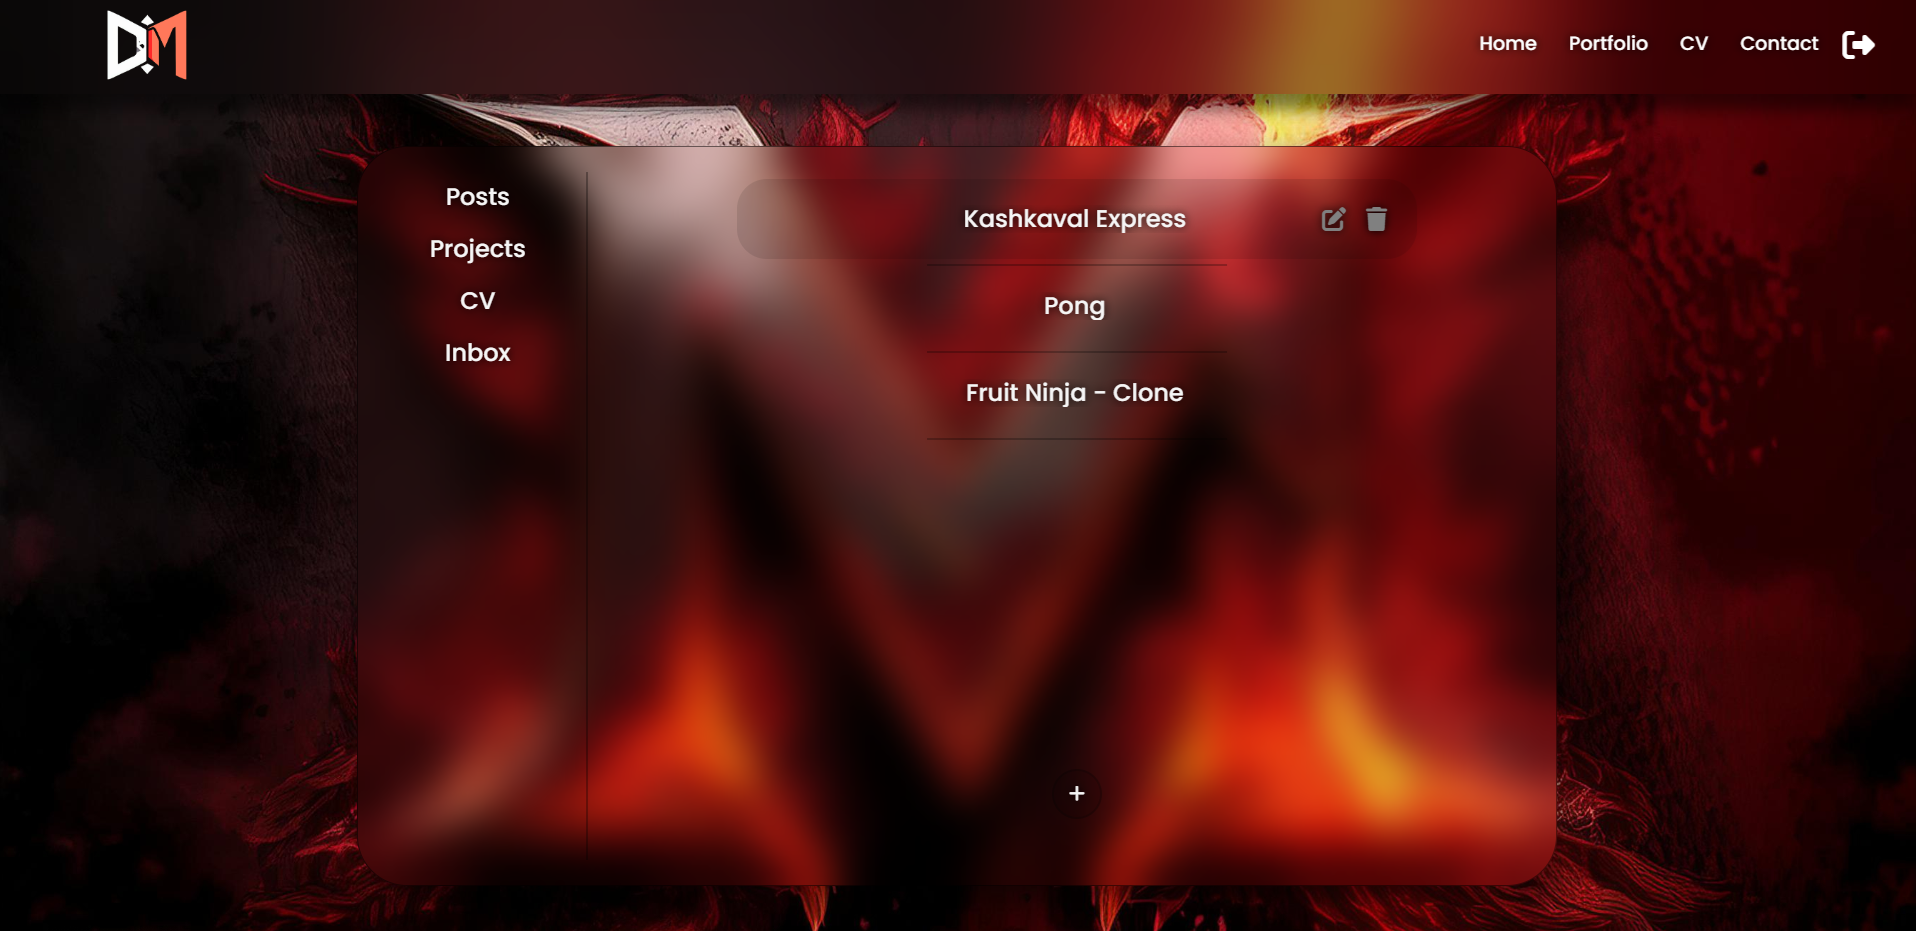 DM
Home Portfolio CV Contact
Posts
Projects
CV
Inbox
Kashkaval Express
Pong
Fruit Ninja - Clone
+